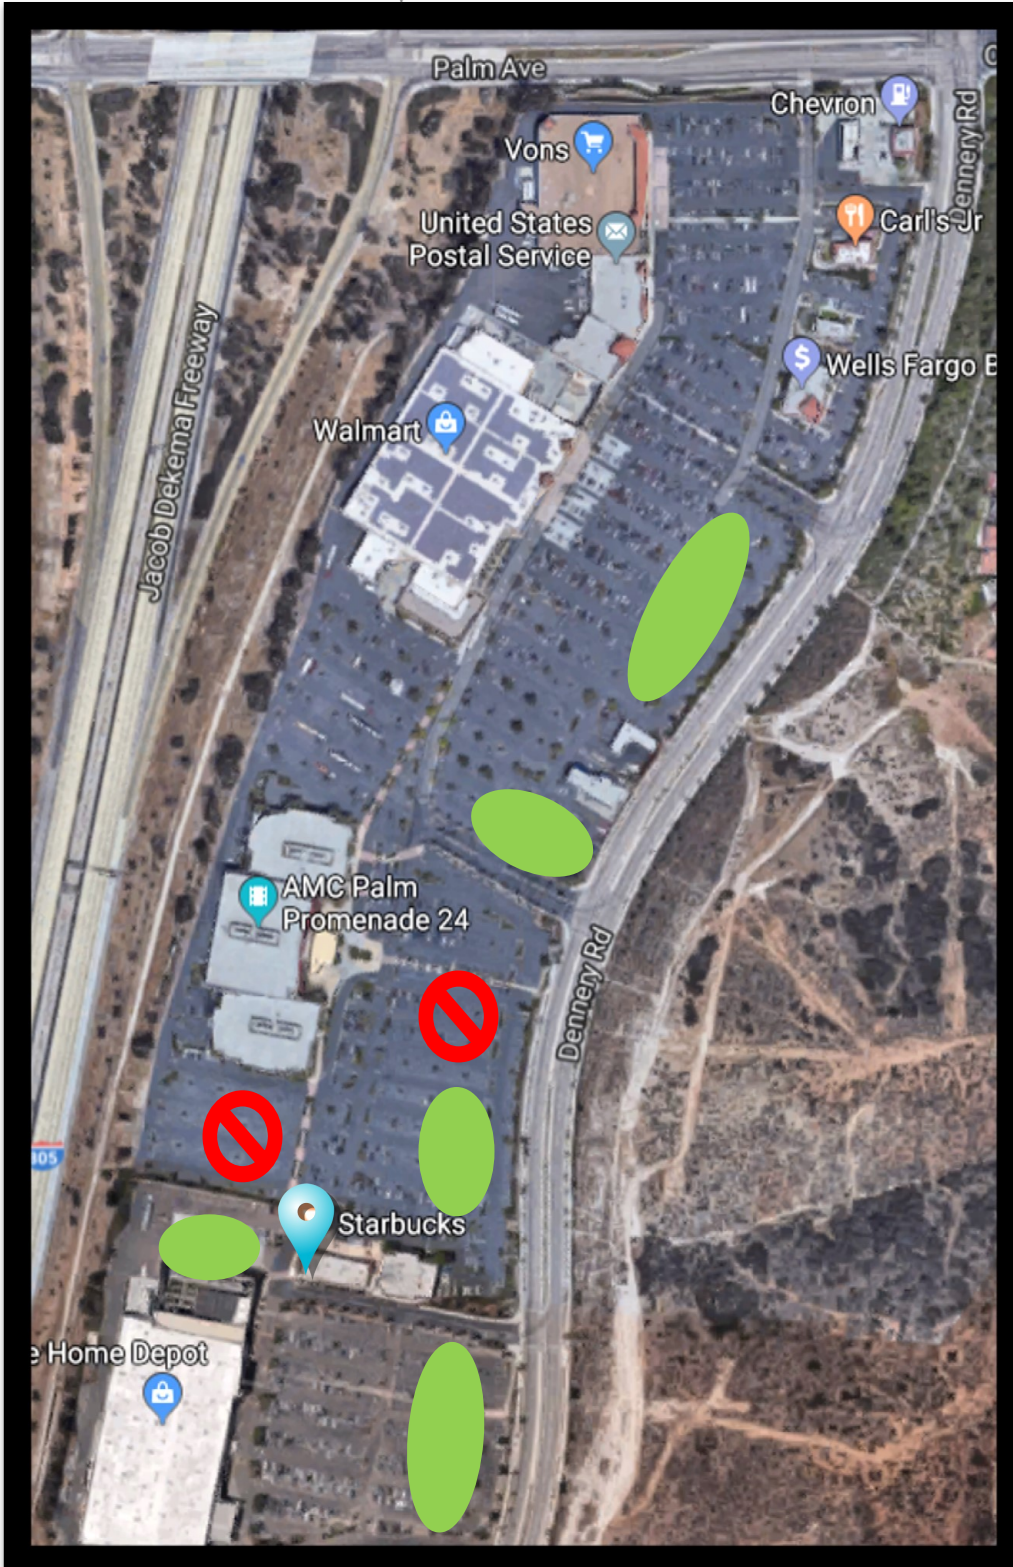 Palm Ave
Chevron
Dennery Rd
Vons
United States
Postal Service
Carl's Jr
Wells Fargo B
Jacob Dekema Freeway
Walmart
AMC Palm
Promenade 24
Dennery Rd
805
Starbucks
e Home Depot